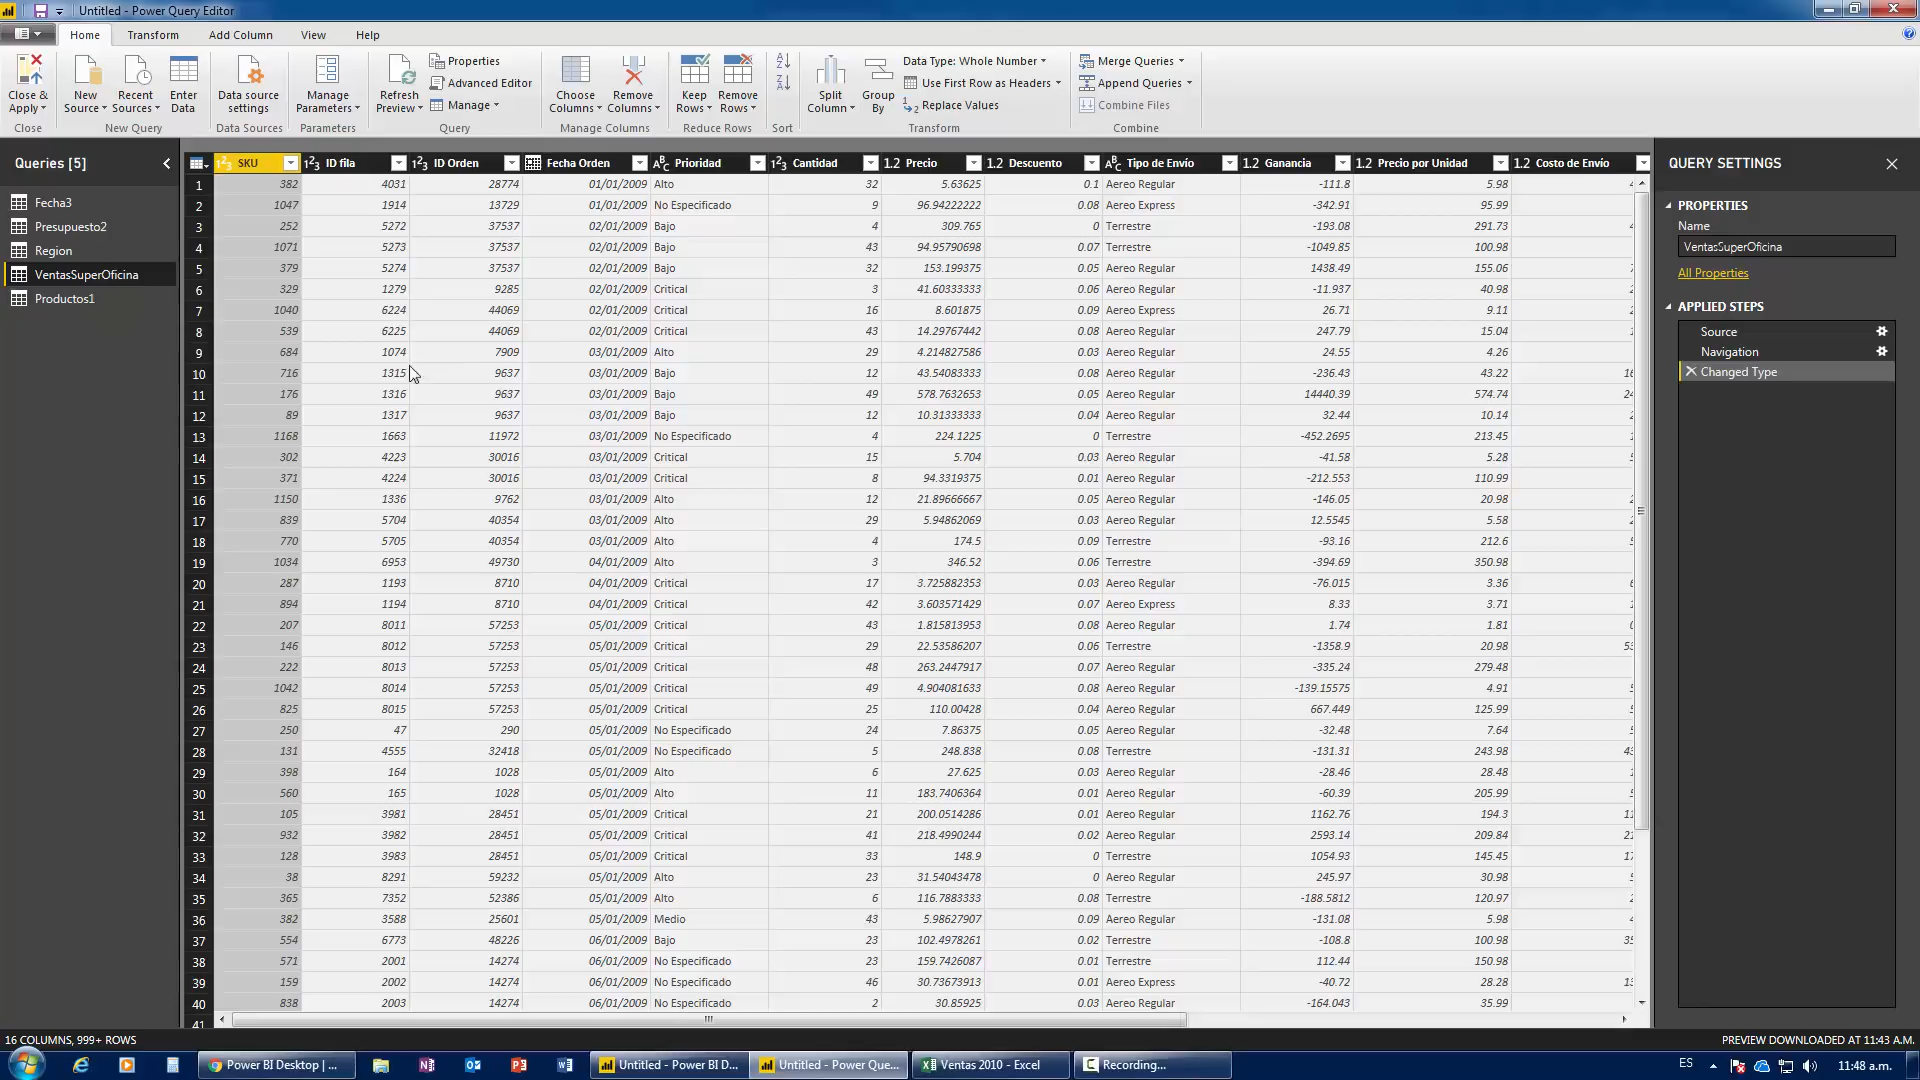 Untitled - Power Query Editor
Home Transform Add Column View Help
Close & Apply New Source Recent Sources Enter Data Data source settings Manage Parameters Refresh Preview Properties Advanced Editor Manage Choose Columns Remove Columns Keep Rows Remove Rows Split Column Group By Data Type: Whole Number Use First Row as Headers Replace Values Merge Queries Append Queries Combine Files
Close New Query Data Sources Parameters Query Manage Columns Reduce Rows Sort Transform Combine
Queries [5]
Fecha3
Presupuesto2
Region
VentasSuperOficina
Productos1
SKU ID fila ID Orden Fecha Orden Prioridad Cantidad Precio Descuento Tipo de Envío Ganancia Precio por Unidad Costo de Envío
1 382 4031 28774 01/01/2009 Alto 32 5.63625 0.1 Aereo Regular -111.8 5.98
2 1047 1914 13729 01/01/2009 No Especificado 9 96.94222222 0.08 Aereo Express -342.91 95.99
3 252 5272 37537 02/01/2009 Bajo 4 309.765 0 Terrestre -193.08 291.73
4 1071 5273 37537 02/01/2009 Bajo 43 94.95790698 0.07 Terrestre -1049.85 100.98
5 379 5274 37537 02/01/2009 Bajo 32 153.199375 0.05 Aereo Regular 1438.49 155.06
6 329 1279 9285 02/01/2009 Critical 3 41.60333333 0.06 Aereo Regular -11.937 40.98
7 1040 6224 44069 02/01/2009 Critical 16 8.601875 0.09 Aereo Express 26.71 9.11
8 539 6225 44069 02/01/2009 Critical 43 14.29767442 0.08 Aereo Regular 247.79 15.04
9 684 1074 7909 03/01/2009 Alto 29 4.214827586 0.03 Aereo Regular 24.55 4.26
10 716 1315 9637 03/01/2009 Bajo 12 43.54083333 0.08 Aereo Regular -236.43 43.22
11 176 1316 9637 03/01/2009 Bajo 49 578.7632653 0.05 Aereo Regular 14440.39 574.74
12 89 1317 9637 03/01/2009 Bajo 12 10.31333333 0.04 Aereo Regular 32.44 10.14
13 1168 1663 11972 03/01/2009 No Especificado 4 224.1225 0 Terrestre -452.2695 213.45
14 302 4223 30016 03/01/2009 Critical 15 5.704 0.03 Aereo Regular -41.58 5.28
15 371 4224 30016 03/01/2009 Critical 8 94.3319375 0.01 Aereo Regular -212.553 110.99
16 1150 1336 9762 03/01/2009 Alto 12 21.89666667 0.05 Aereo Regular -146.05 20.98
17 839 5704 40354 03/01/2009 Alto 29 5.94862069 0.03 Aereo Regular 12.5545 5.58
18 770 5705 40354 03/01/2009 Alto 4 174.5 0.09 Terrestre -93.16 212.6
19 1034 6953 49730 04/01/2009 Alto 3 346.52 0.06 Terrestre -394.69 350.98
20 287 1193 8710 04/01/2009 Critical 17 3.725882353 0.03 Aereo Regular -76.015 3.36
21 894 1194 8710 04/01/2009 Critical 42 3.603571429 0.07 Aereo Express 8.33 3.71
22 207 8011 57253 05/01/2009 Critical 43 1.815813953 0.08 Aereo Regular 1.74 1.81
23 146 8012 57253 05/01/2009 Critical 29 22.53586207 0.06 Terrestre -1358.9 20.98
24 222 8013 57253 05/01/2009 Critical 48 263.2447917 0.07 Aereo Regular -335.24 279.48
25 1042 8014 57253 05/01/2009 Critical 49 4.904081633 0.08 Aereo Regular -139.15575 4.91
26 825 8015 57253 05/01/2009 Critical 25 110.00428 0.04 Aereo Regular 667.449 125.99
27 250 47 290 05/01/2009 No Especificado 24 7.86375 0.05 Aereo Regular -32.48 7.64
28 131 4555 32418 05/01/2009 No Especificado 5 248.838 0.08 Terrestre -131.31 243.98
29 398 164 1028 05/01/2009 Alto 6 27.625 0.03 Aereo Regular -28.46 28.48
30 560 165 1028 05/01/2009 Alto 11 183.7406364 0.01 Aereo Regular -60.39 205.99
31 105 3981 28451 05/01/2009 Critical 21 200.0514286 0.01 Aereo Regular 1162.76 194.3
32 932 3982 28451 05/01/2009 Critical 41 218.4990244 0.02 Aereo Regular 2593.14 209.84
33 128 3983 28451 05/01/2009 Critical 33 148.9 0 Terrestre 1054.93 145.45
34 38 8291 59232 05/01/2009 Alto 23 31.54043478 0 Aereo Regular 245.97 30.98
35 365 7352 52386 05/01/2009 Alto 6 116.7883333 0.08 Terrestre -188.5812 120.97
36 382 3588 25601 05/01/2009 Medio 43 5.98627907 0.09 Aereo Regular -131.08 5.98
37 554 6773 48226 06/01/2009 Bajo 23 102.4978261 0.02 Terrestre -108.8 100.98
38 571 2001 14274 06/01/2009 No Especificado 23 159.7426087 0.01 Terrestre 112.44 150.98
39 159 2002 14274 06/01/2009 No Especificado 46 30.73673913 0.01 Aereo Express -40.72 28.28
40 838 2003 14274 06/01/2009 No Especificado 2 30.85925 0.03 Aereo Regular -164.043 35.99
41
QUERY SETTINGS
PROPERTIES
Name
VentasSuperOficina
All Properties
APPLIED STEPS
Source
Navigation
Changed Type
16 COLUMNS, 999+ ROWS
PREVIEW DOWNLOADED AT 11:43 A.M.
Power BI Desktop | ... Untitled - Power BI D... Untitled - Power Que... Ventas 2010 - Excel Recording... ES 11:48 a.m.